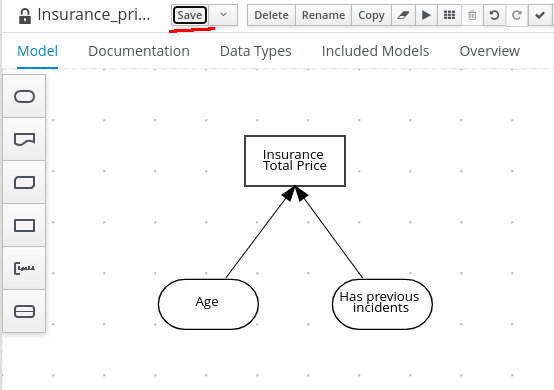 Insurance_pri... Save Delete Rename Copy
Model Documentation Data Types Included Models Overview
Insurance
Total Price
Age
Has previous
incidents